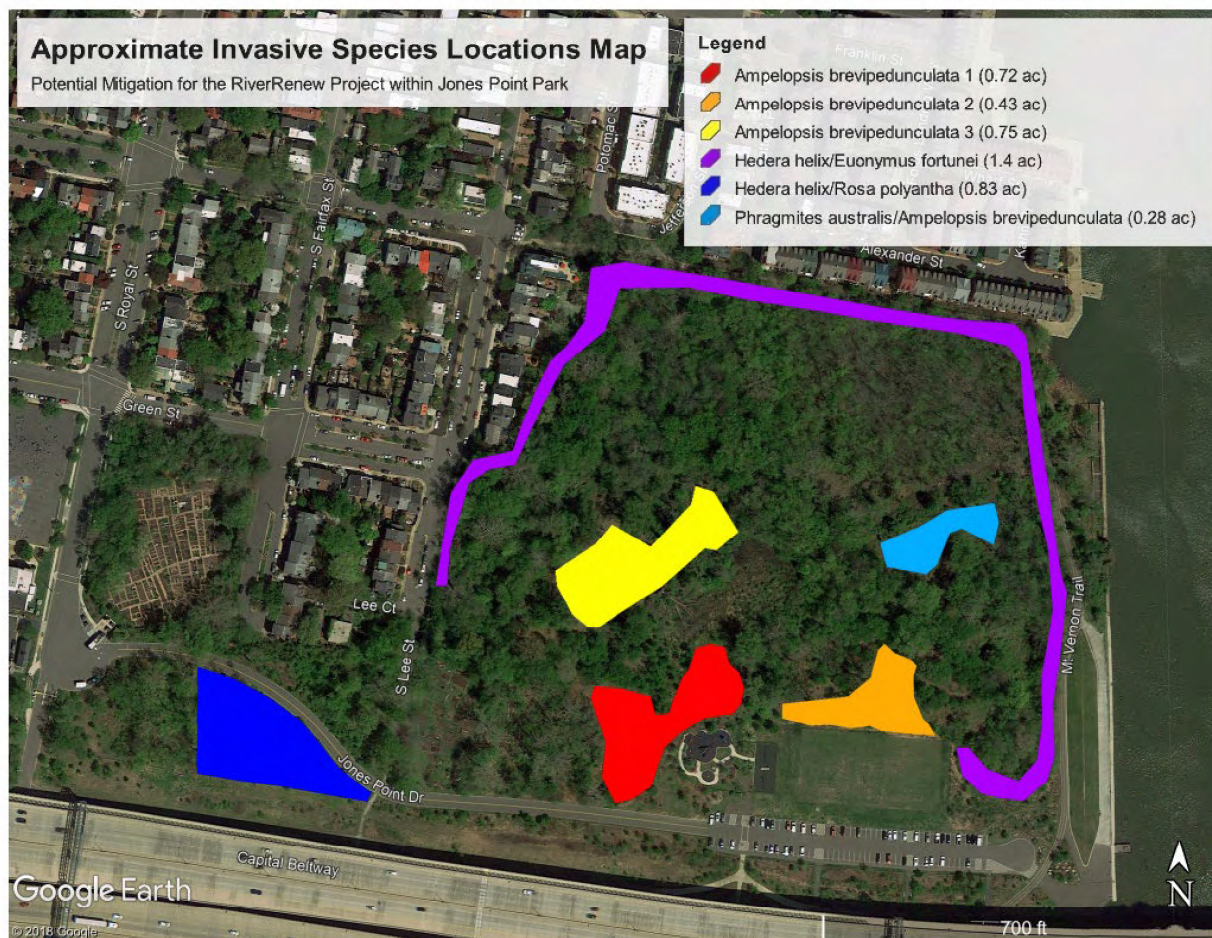 Approximate Invasive Species Locations Map
Potential Mitigation for the RiverRenew Project within Jones Point Park
Legend
Ampelopsis brevipedunculata 1 (0.72 ac)
Ampelopsis brevipedunculata 2 (0.43 ac)
Ampelopsis brevipedunculata 3 (0.75 ac)
Hedera helix/Euonymus fortunei (1.4 ac)
Hedera helix/Rosa polyantha (0.83 ac)
Phragmites australis/Ampelopsis brevipedunculata (0.28 ac)
Franklin St
Potomac
S Fairfax St
Alexander St
S Royal St
Green St
Lee Ct
S Lee St
Mt Vernon Trail
Jones Point Dr
Capital Beltway
Google Earth
© 2018 Google
700 ft
N